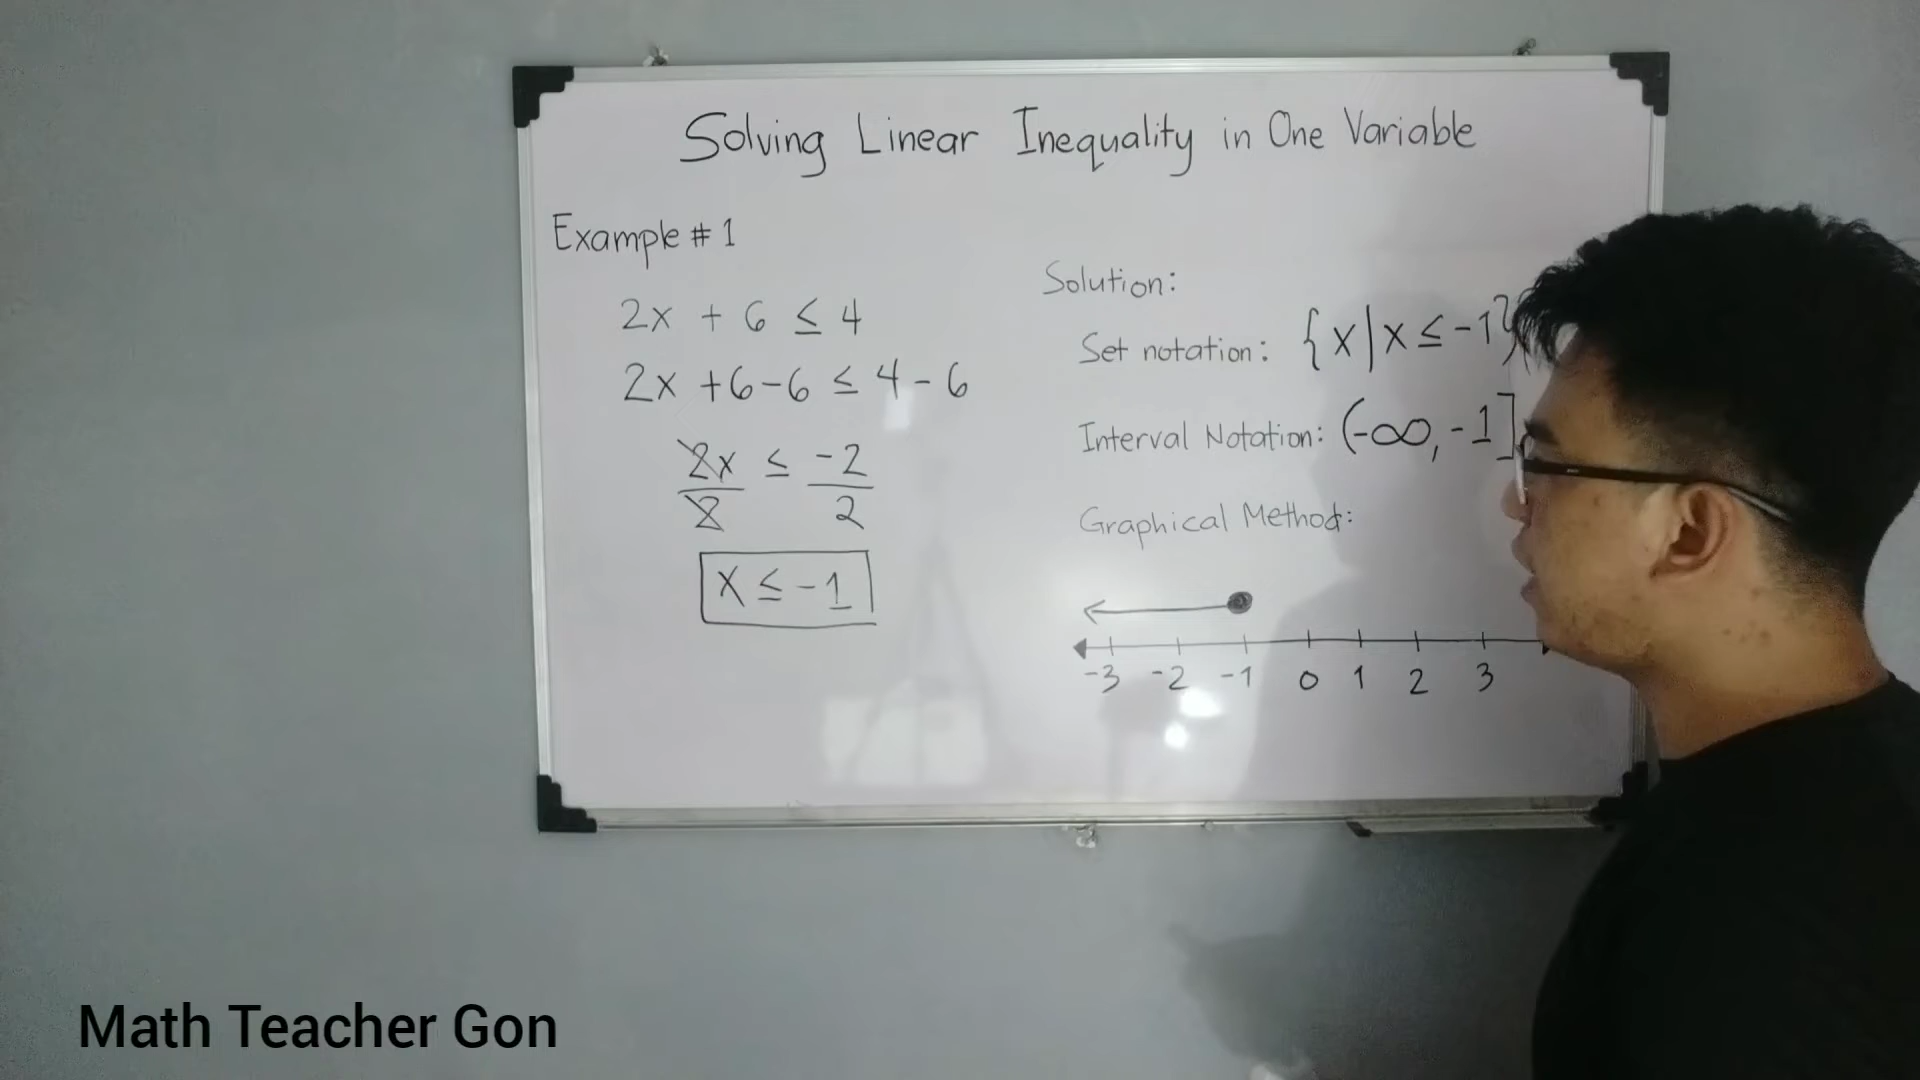 Solving Linear Inequality in One Variable
Example # 1
2x + 6 ≤ 4
2x + 6 - 6 ≤ 4 - 6
2x/2 ≤ -2/2
x ≤ -1
Solution:
Set notation: {x|x ≤ -1}
Interval Notation: (-∞, -1]
Graphical Method:
-3 -2 -1 0 1 2 3
Math Teacher Gon